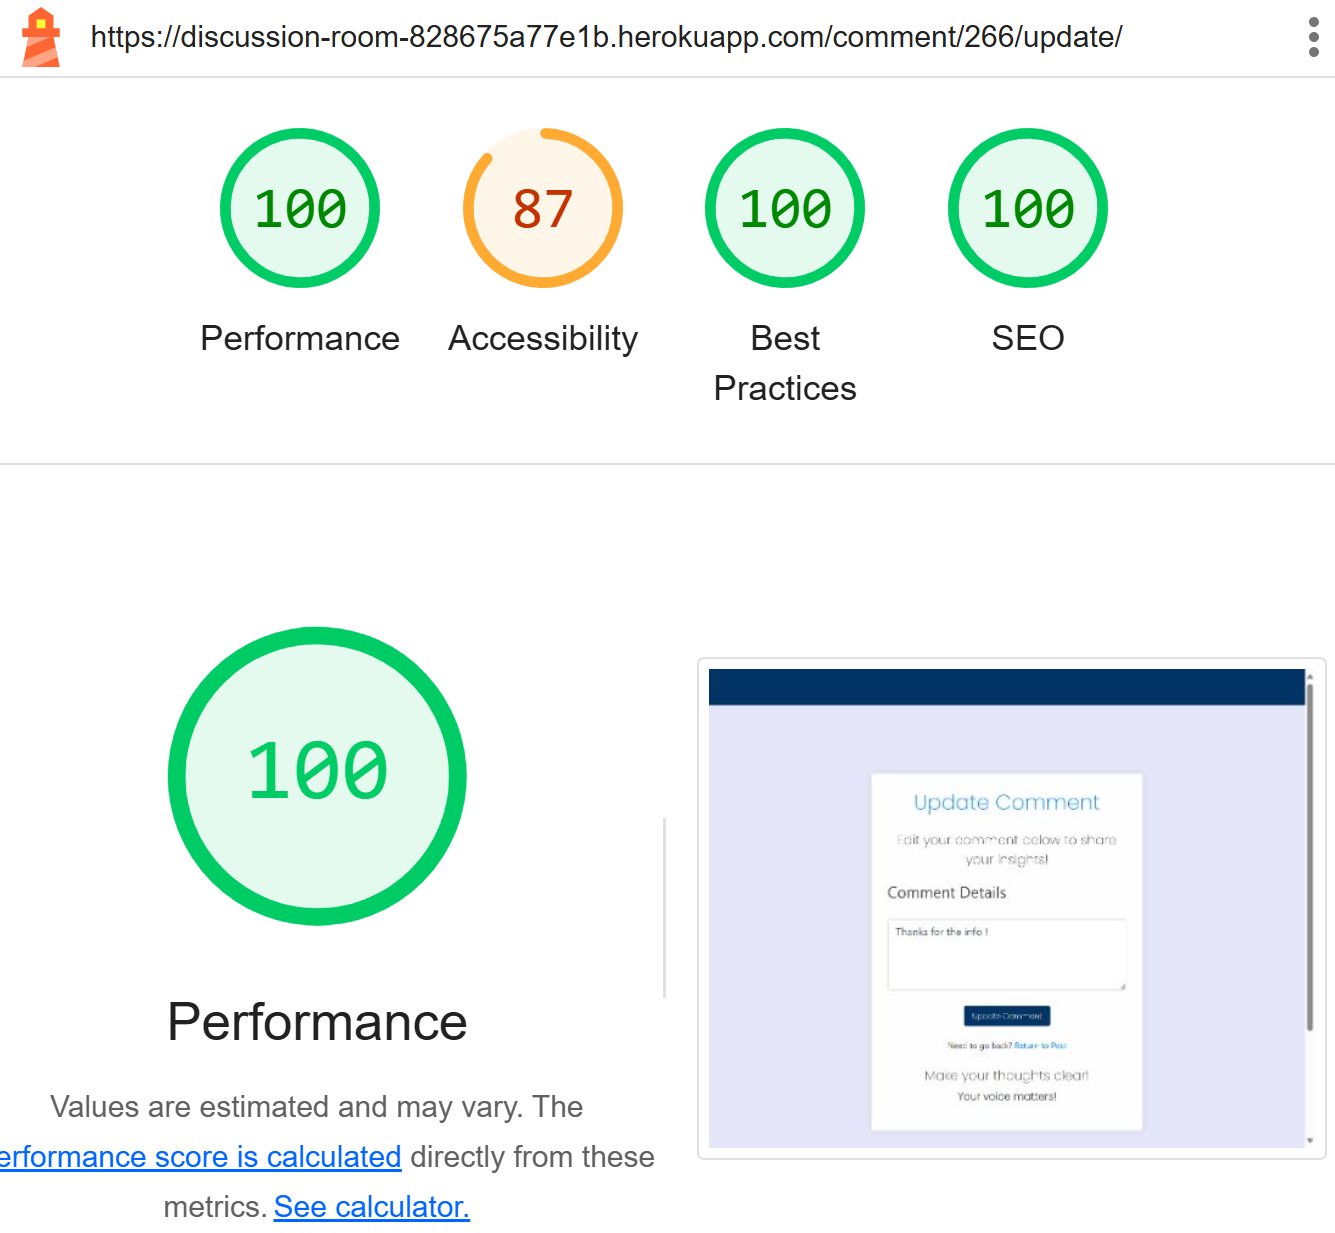 https://discussion-room-828675a77e1b.herokuapp.com/comment/266/update/
100
87
100
100
Performance
Accessibility
Best
Practices
SEO
100
Performance
Values are estimated and may vary. The
erformance score is calculated directly from these
metrics. See calculator.
Update Comment
Edit your comment below to share
your insights!
Comment Details
Thanks for the info !
Update Comment
Need to go back? Return to Post
Make your thoughts clear!
Your voice matters!